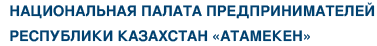 НАЦИОНАЛЬНАЯ ПАЛАТА ПРЕДПРИНИМАТЕЛЕЙ
РЕСПУБЛИКИ КАЗАХСТАН «АТАМЕКЕН»